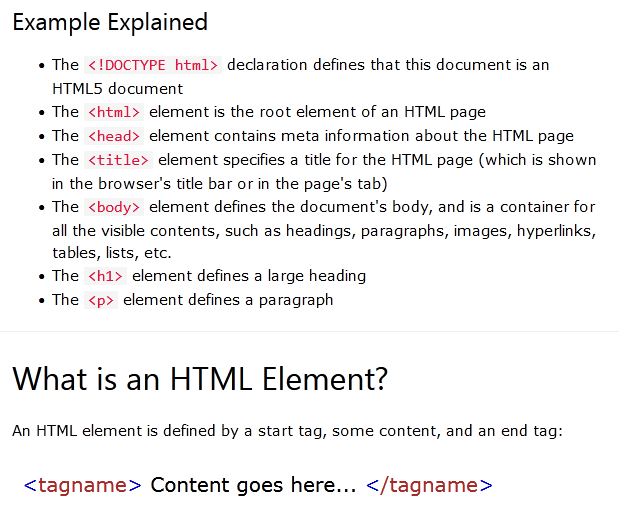 Example Explained
• The <!DOCTYPE html> declaration defines that this document is an
HTML5 document
• The <html> element is the root element of an HTML page
• The <head> element contains meta information about the HTML page
• The <title> element specifies a title for the HTML page (which is shown
in the browser's title bar or in the page's tab)
• The <body> element defines the document's body, and is a container for
all the visible contents, such as headings, paragraphs, images, hyperlinks,
tables, lists, etc.
• The <h1> element defines a large heading
• The <p> element defines a paragraph
What is an HTML Element?
An HTML element is defined by a start tag, some content, and an end tag:
<tagname> Content goes here... </tagname>